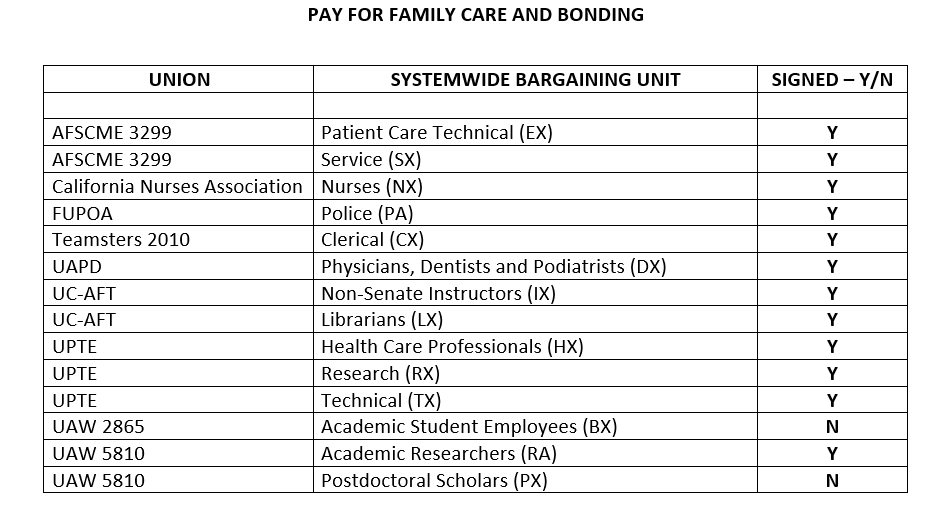 PAY FOR FAMILY CARE AND BONDING
UNION SYSTEMWIDE BARGAINING UNIT SIGNED – Y/N
AFSCME 3299 Patient Care Technical (EX) Y
AFSCME 3299 Service (SX) Y
California Nurses Association Nurses (NX) Y
FUPOA Police (PA) Y
Teamsters 2010 Clerical (CX) Y
UAPD Physicians, Dentists and Podiatrists (DX) Y
UC-AFT Non-Senate Instructors (IX) Y
UC-AFT Librarians (LX) Y
UPTE Health Care Professionals (HX) Y
UPTE Research (RX) Y
UPTE Technical (TX) Y
UAW 2865 Academic Student Employees (BX) N
UAW 5810 Academic Researchers (RA) Y
UAW 5810 Postdoctoral Scholars (PX) N